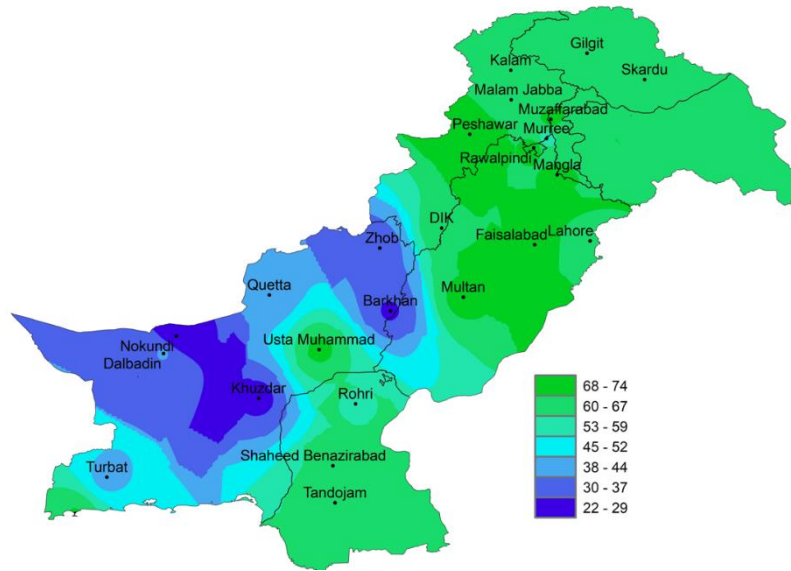 Gilgit
Kalam
Skardu
Malam Jabba
Muzaffarabad
Peshawar
Murree
Rawalpindi
Mangla
DIK
Zhob
Faisalabad
Lahore
Quetta
Multan
Barkhan
Nokundi
Usta Muhammad
Dalbadin
Khuzdar
Rohri
Shaheed Benazirabad
Turbat
Tandojam
68 - 74
60 - 67
53 - 59
45 - 52
38 - 44
30 - 37
22 - 29